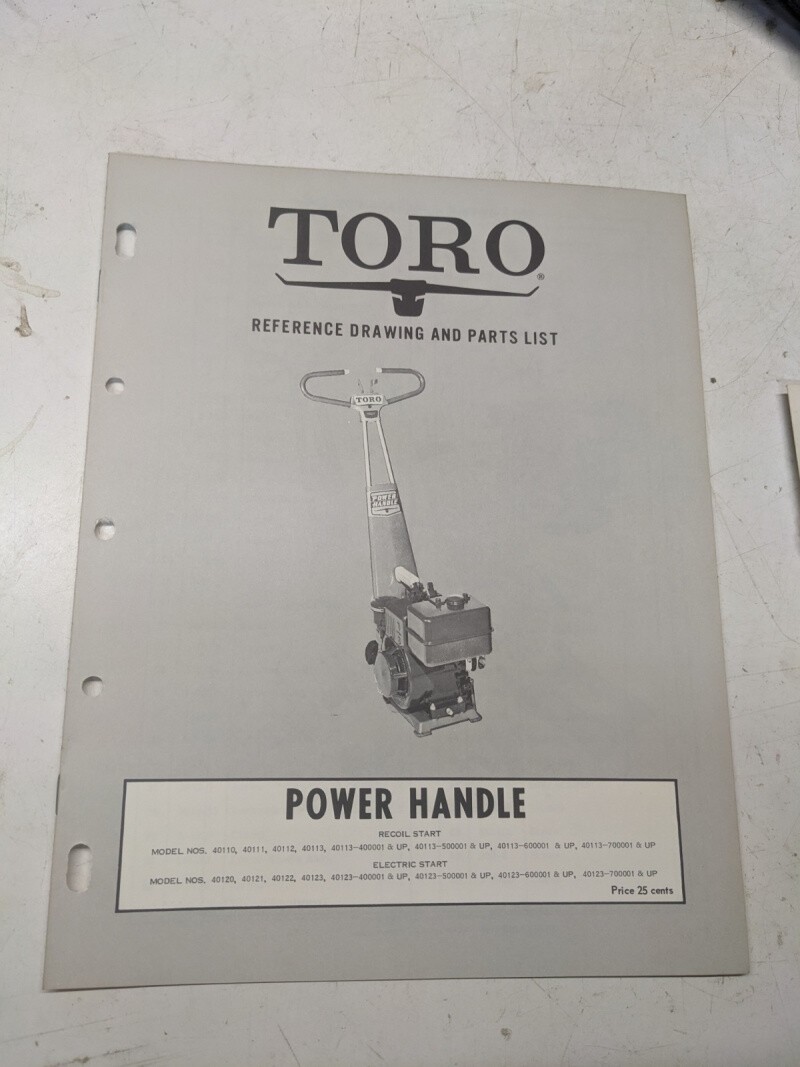 TORO®
REFERENCE DRAWING AND PARTS LIST
TORO
POWER
HANDLE
POWER HANDLE
RECOIL START
MODEL NOS. 40110, 40111, 40112, 40113, 40113-400001 & UP, 40113-500001 & UP, 40113-600001 & UP, 40113-700001 & UP
ELECTRIC START
MODEL NOS. 40120, 40121, 40122, 40123, 40123-400001 & UP, 40123-500001 & UP, 40123-600001 & UP, 40123-700001 & UP
Price 25 cents